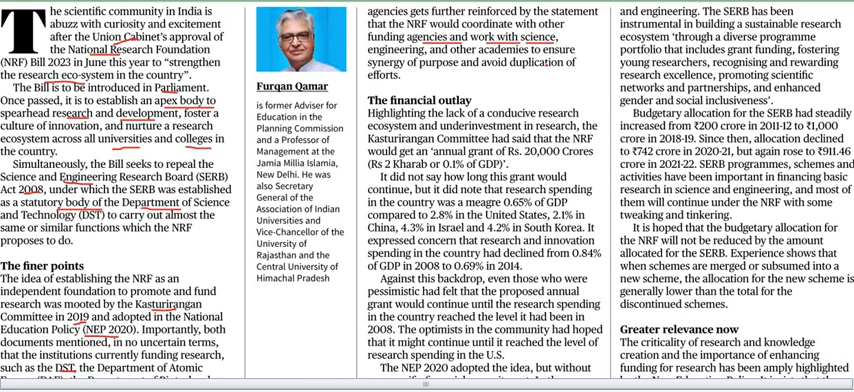 The scientific community in India is
abuzz with curiosity and excitement
after the Union Cabinet's approval of
the National Research Foundation
(NRF) Bill 2023 in June this year to “strengthen
the research eco-system in the country”.
The Bill is to be introduced in Parliament.
Once passed, it is to establish an apex body to
spearhead research and development, foster a
culture of innovation, and nurture a research
ecosystem across all universities and colleges in
the country.
Simultaneously, the Bill seeks to repeal the
Science and Engineering Research Board (SERB)
Act 2008, under which the SERB was established
as a statutory body of the Department of Science
and Technology (DST) to carry out almost the
same or similar functions which the NRF
proposes to do.
The finer points
The idea of establishing the NRF as an
independent foundation to promote and fund
research was mooted by the Kasturirangan
Committee in 2019 and adopted in the National
Education Policy (NEP 2020). Importantly, both
documents mentioned, in no uncertain terms,
that the institutions currently funding research,
such as the DST, the Department of Atomic
Furqan Qamar
is former Adviser for
Education in the
Planning Commission
and a Professor of
Management at the
Jamia Millia Islamia,
New Delhi. He was
also Secretary
General of the
Association of Indian
Universities and
Vice-Chancellor of the
University of
Rajasthan and the
Central University of
Himachal Pradesh
agencies gets further reinforced by the statement
that the NRF would coordinate with other
funding agencies and work with science,
engineering, and other academies to ensure
synergy of purpose and avoid duplication of
efforts.
The financial outlay
Highlighting the lack of a conducive research
ecosystem and underinvestment in research, the
Kasturirangan Committee had said that the NRF
would get an ‘annual grant of Rs. 20,000 Crores
(Rs 2 Kharab or 0.1% of GDP)’.
It did not say how long this grant would
continue, but it did note that research spending
in the country was a meagre 0.65% of GDP
compared to 2.8% in the United States, 2.1% in
China, 4.3% in Israel and 4.2% in South Korea. It
expressed concern that research and innovation
spending in the country had declined from 0.84%
of GDP in 2008 to 0.69% in 2014.
Against this backdrop, even those who were
pessimistic had felt that the proposed annual
grant would continue until the research spending
in the country reached the level it had been in
2008. The optimists in the community had hoped
that it might continue until it reached the level of
research spending in the U.S.
The NEP 2020 adopted the idea, but without
and engineering. The SERB has been
instrumental in building a sustainable research
ecosystem ‘through a diverse programme
portfolio that includes grant funding, fostering
young researchers, recognising and rewarding
research excellence, promoting scientific
networks and partnerships, and enhanced
gender and social inclusiveness’.
Budgetary allocation for the SERB had steadily
increased from ₹200 crore in 2011-12 to ₹1,000
crore in 2018-19. Since then, allocation declined
to ₹742 crore in 2020-21, but again rose to ₹911.46
crore in 2021-22. SERB programmes, schemes and
activities have been important in financing basic
research in science and engineering, and most of
them will continue under the NRF with some
tweaking and tinkering.
It is hoped that the budgetary allocation for
the NRF will not be reduced by the amount
allocated for the SERB. Experience shows that
when schemes are merged or subsumed into a
new scheme, the allocation for the new scheme is
generally lower than the total for the
discontinued schemes.
Greater relevance now
The criticality of research and knowledge
creation and the importance of enhancing
funding for research has been amply highlighted